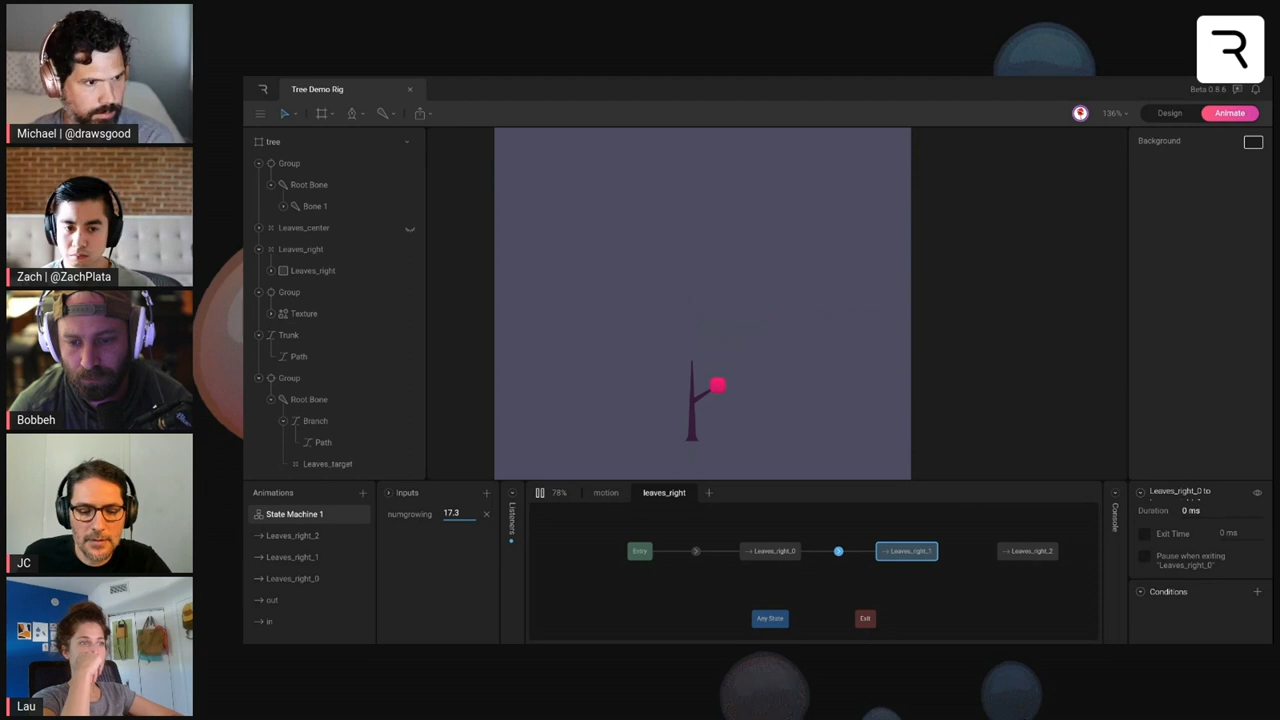 Michael | @drawsgood
Zach | @ZachPlata
Bobbeh
JC
Lau
Tree Demo Rig
Beta 0.8.6
136%
Design
Animate
tree
Group
Root Bone
Bone 1
Leaves_center
Leaves_right
Leaves_right
Group
Texture
Trunk
Path
Group
Root Bone
Branch
Path
Leaves_target
Background
Animations
State Machine 1
Leaves_right_2
Leaves_right_1
Leaves_right_0
out
in
Inputs
numgrowing 17.3
Listeners
78%
motion
leaves_right
Entry
Leaves_right_0
Leaves_right_1
Leaves_right_2
Any State
Exit
Console
Leaves_right_0 to
Duration 0 ms
Exit Time 0 ms
Pause when exiting
"Leaves_right_0"
Conditions